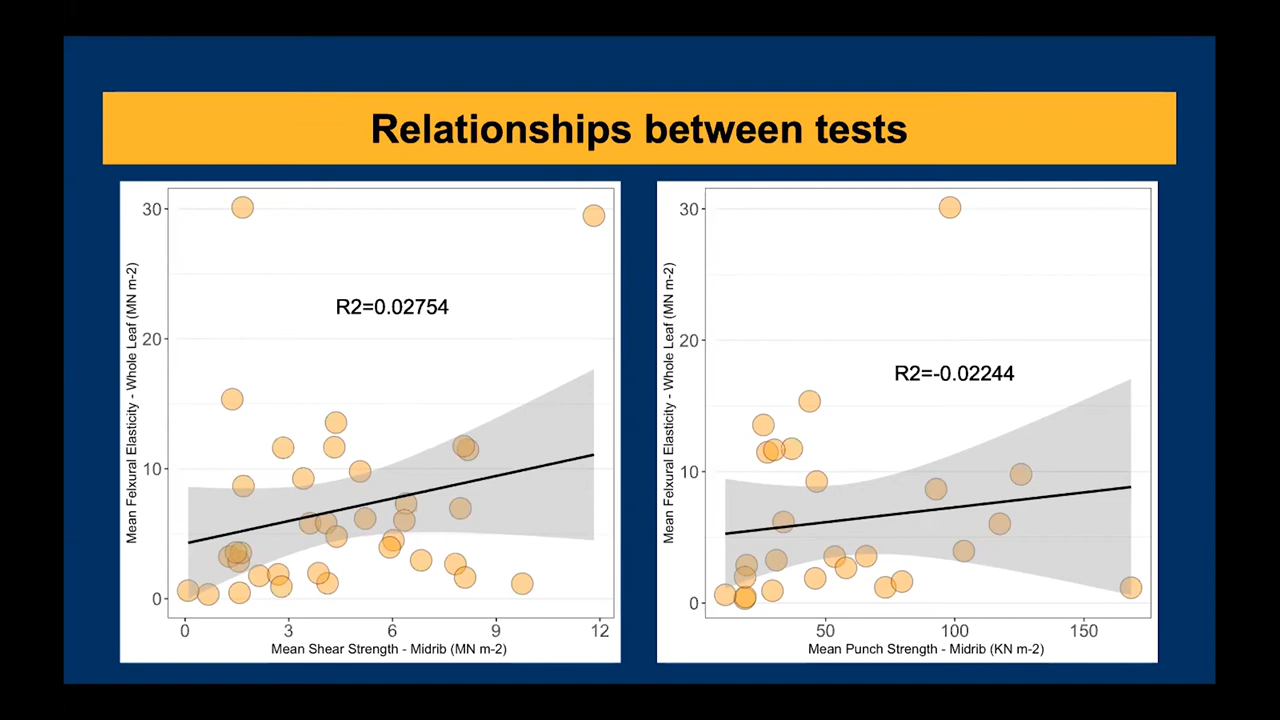 Relationships between tests
Mean Felxural Elasticity - Whole Leaf (MN m-2)
30
20
10
0
R2=0.02754
0 3 6 9 12
Mean Shear Strength - Midrib (MN m-2)
Mean Felxural Elasticity - Whole Leaf (MN m-2)
30
20
10
0
R2=-0.02244
50 100 150
Mean Punch Strength - Midrib (KN m-2)